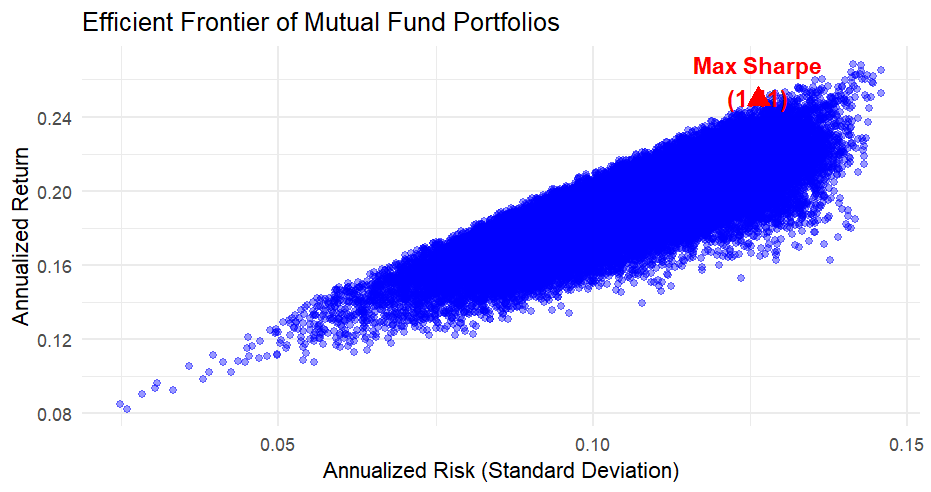 Efficient Frontier of Mutual Fund Portfolios
Max Sharpe
0.24
0.20
0.16
0.12
0.08
Annualized Return
0.05
0.10
0.15
Annualized Risk (Standard Deviation)